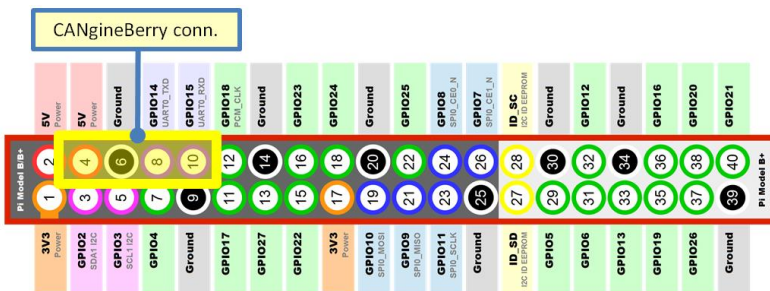 CANgineBerry conn.
5V
Power
5V
Power
Ground
GPIO14
UART0_TXD
GPIO15
UART0_RXD
GPIO18
PCM_CLK
Ground
GPIO23
GPIO24
Ground
GPIO25
GPIO8
SPI0_CE0_N
GPIO7
SPI0_CE1_N
ID_SC
I2C ID EEPROM
Ground
GPIO12
Ground
GPIO16
GPIO20
GPIO21
Pi Model B/B+
2 4 6 8 10 12 14 16 18 20 22 24 26 28 30 32 34 36 38 40
1 3 5 7 9 11 13 15 17 19 21 23 25 27 29 31 33 35 37 39
Pi Model B+
3V3
Power
GPIO2
SDA1 I2C
GPIO3
SCL1 I2C
GPIO4
Ground
GPIO17
GPIO27
GPIO22
3V3
Power
GPIO10
SPI0_MOSI
GPIO9
SPI0_MISO
GPIO11
SPI0_SCLK
Ground
ID_SD
I2C ID EEPROM
GPIO5
GPIO6
GPIO13
GPIO19
GPIO26
Ground